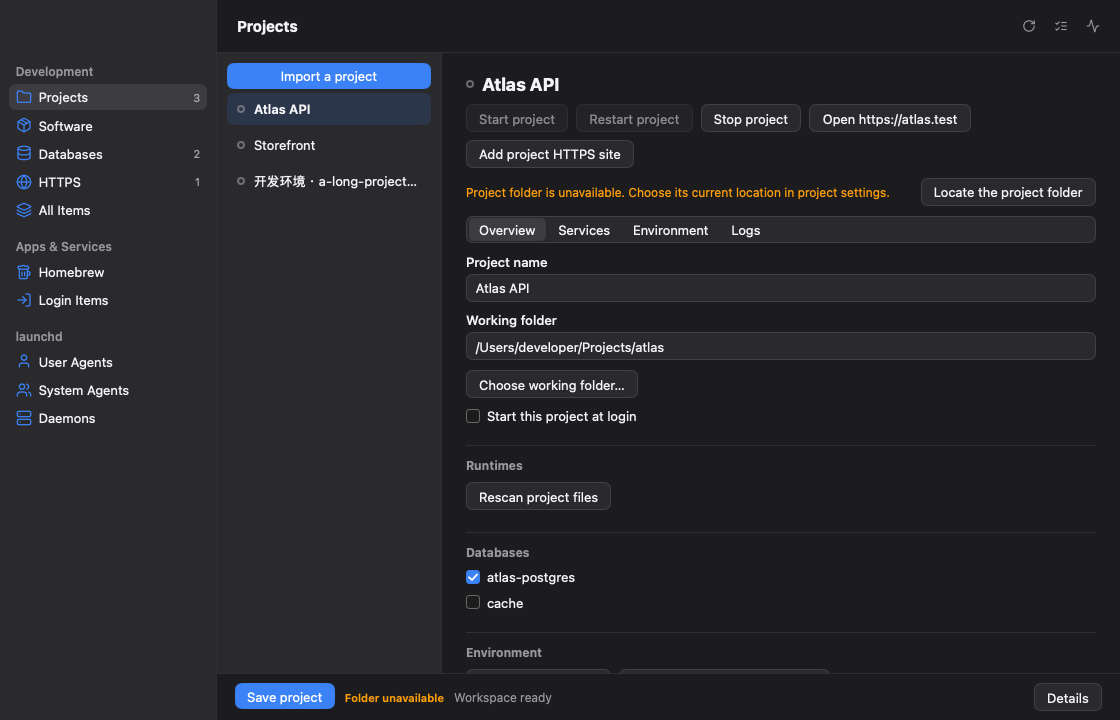 Projects
Development
Projects 3
Software
Databases 2
HTTPS 1
All Items
Apps & Services
Homebrew
Login Items
launchd
User Agents
System Agents
Daemons
Import a project
Atlas API
Storefront
开发环境 · a-long-project...
Atlas API
Start project Restart project Stop project Open https://atlas.test
Add project HTTPS site
Project folder is unavailable. Choose its current location in project settings. Locate the project folder
Overview Services Environment Logs
Project name
Atlas API
Working folder
/Users/developer/Projects/atlas
Choose working folder...
Start this project at login
Runtimes
Rescan project files
Databases
atlas-postgres
cache
Environment
Save project Folder unavailable Workspace ready Details